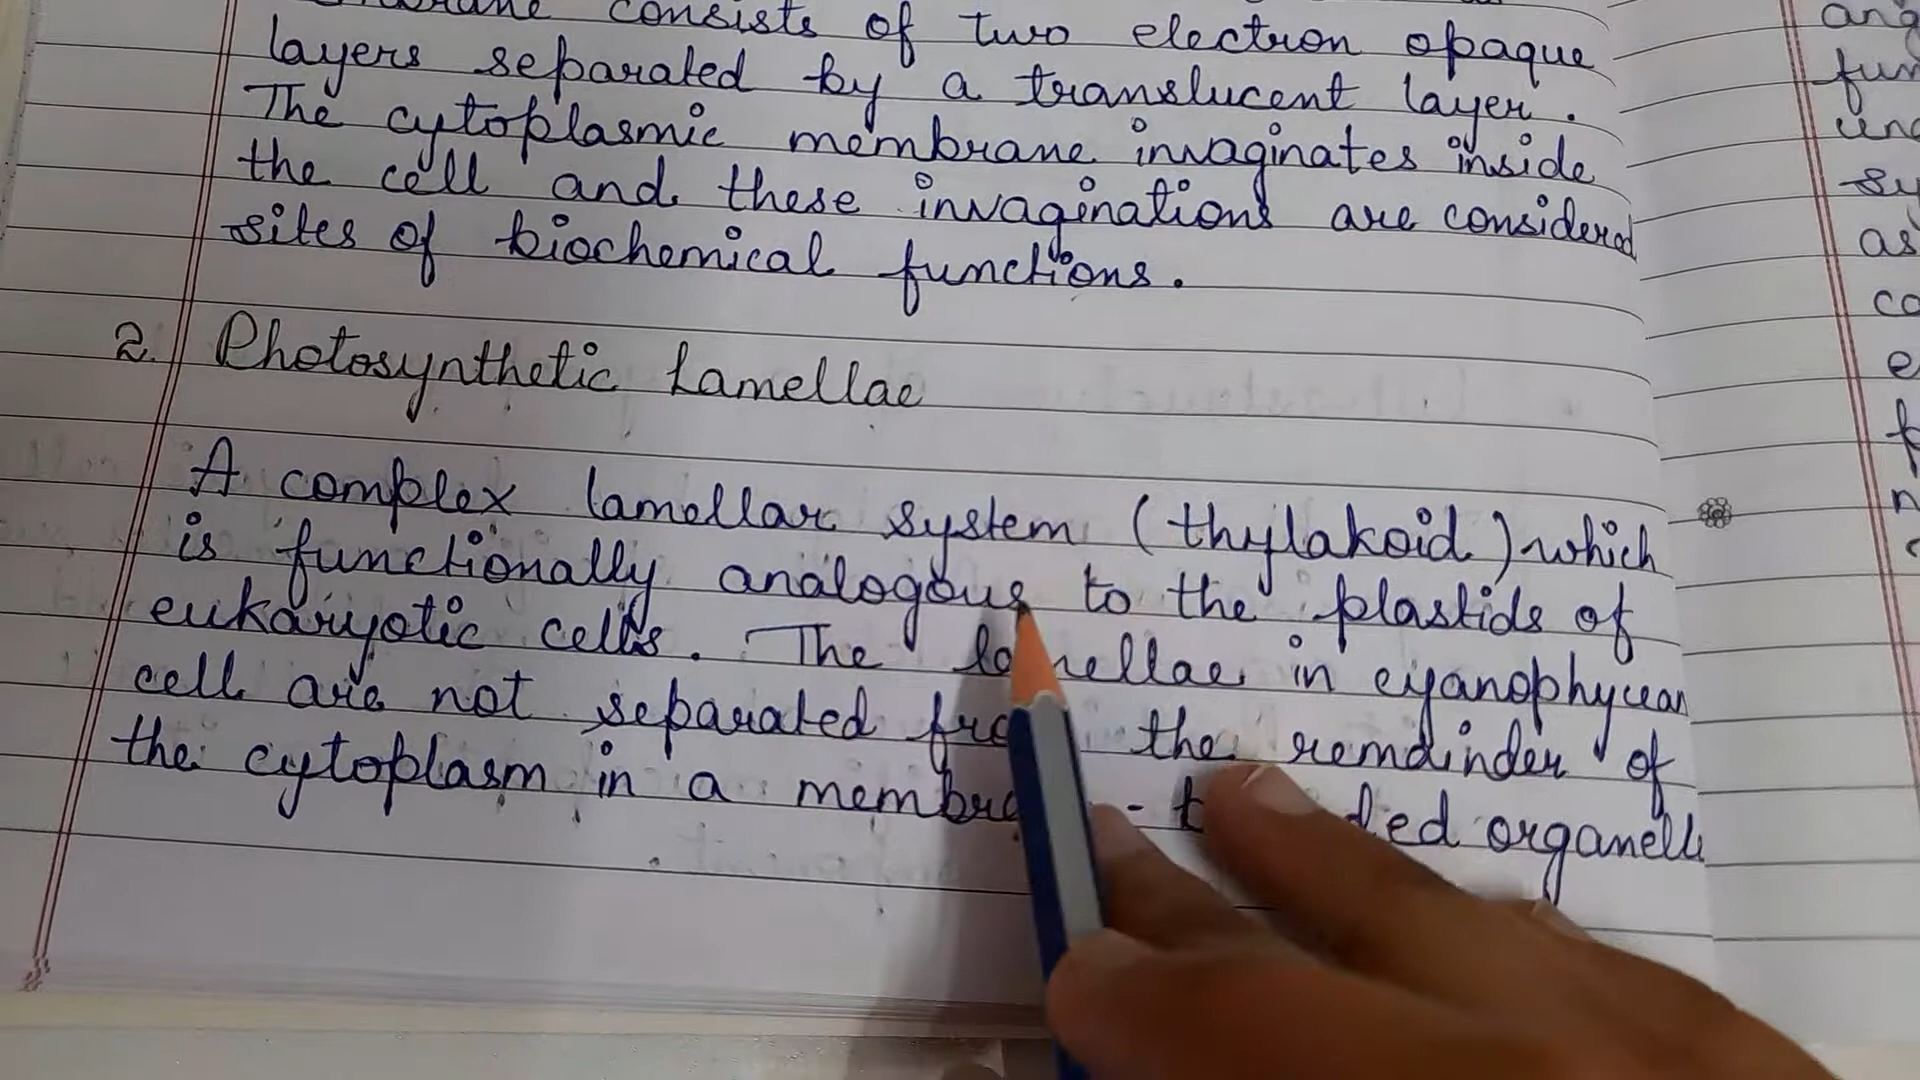 consists of two electron opaque
layers separated by a translucent layer.
The cytoplasmic membrane invaginates inside
the cell and these invaginations are considered
sites of biochemical functions.
2. Photosynthetic Lamellae
A complex lamellar system (thylakoid) which
is functionally analogous to the plastids of
eukaryotic cells. The lamellae in cyanophycean
cell are not separated the remainder of
the cytoplasm in a organelle